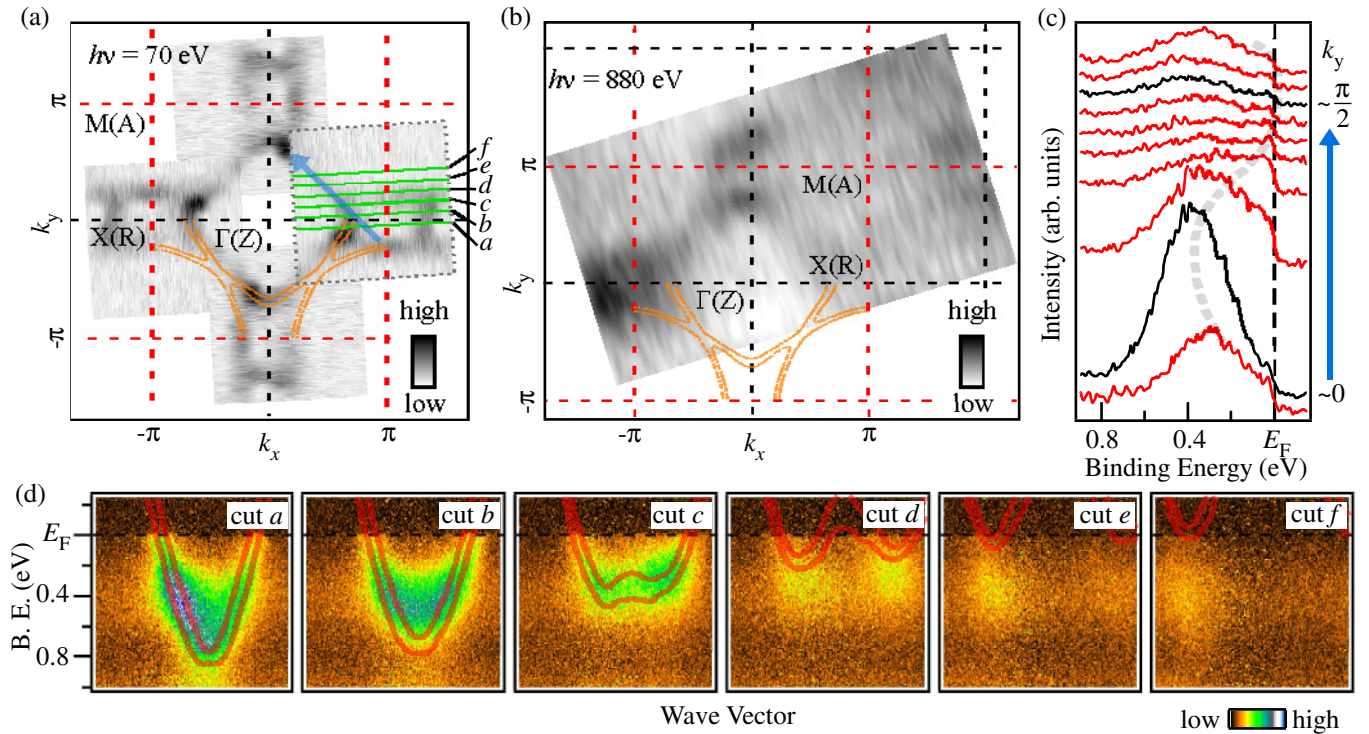 (a)
hν = 70 eV
π
M(A)
k_y
X(R)
Γ(Z)
-π
f
e
d
c
b
a
high
low
-π
π
k_x
(b)
hν = 880 eV
π
M(A)
k_y
X(R)
Γ(Z)
-π
high
low
-π
π
k_x
(c)
k_y
~π/2
~0
Intensity (arb. units)
0.8
0.4
E_F
Binding Energy (eV)
(d)
cut a
cut b
cut c
cut d
cut e
cut f
E_F
0.4
0.8
B. E. (eV)
Wave Vector
low
high